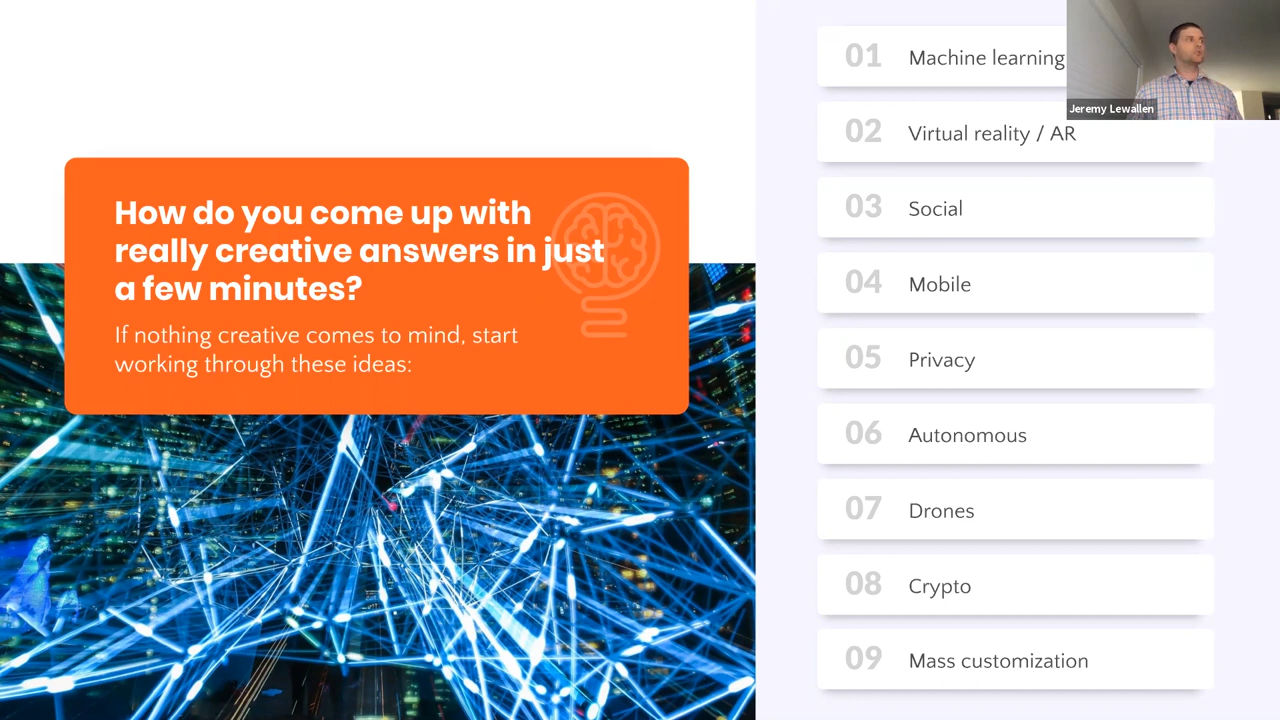 How do you come up with
really creative answers in just
a few minutes?
If nothing creative comes to mind, start
working through these ideas:
01 Machine learning
02 Virtual reality / AR
03 Social
04 Mobile
05 Privacy
06 Autonomous
07 Drones
08 Crypto
09 Mass customization
Jeremy Lewallen